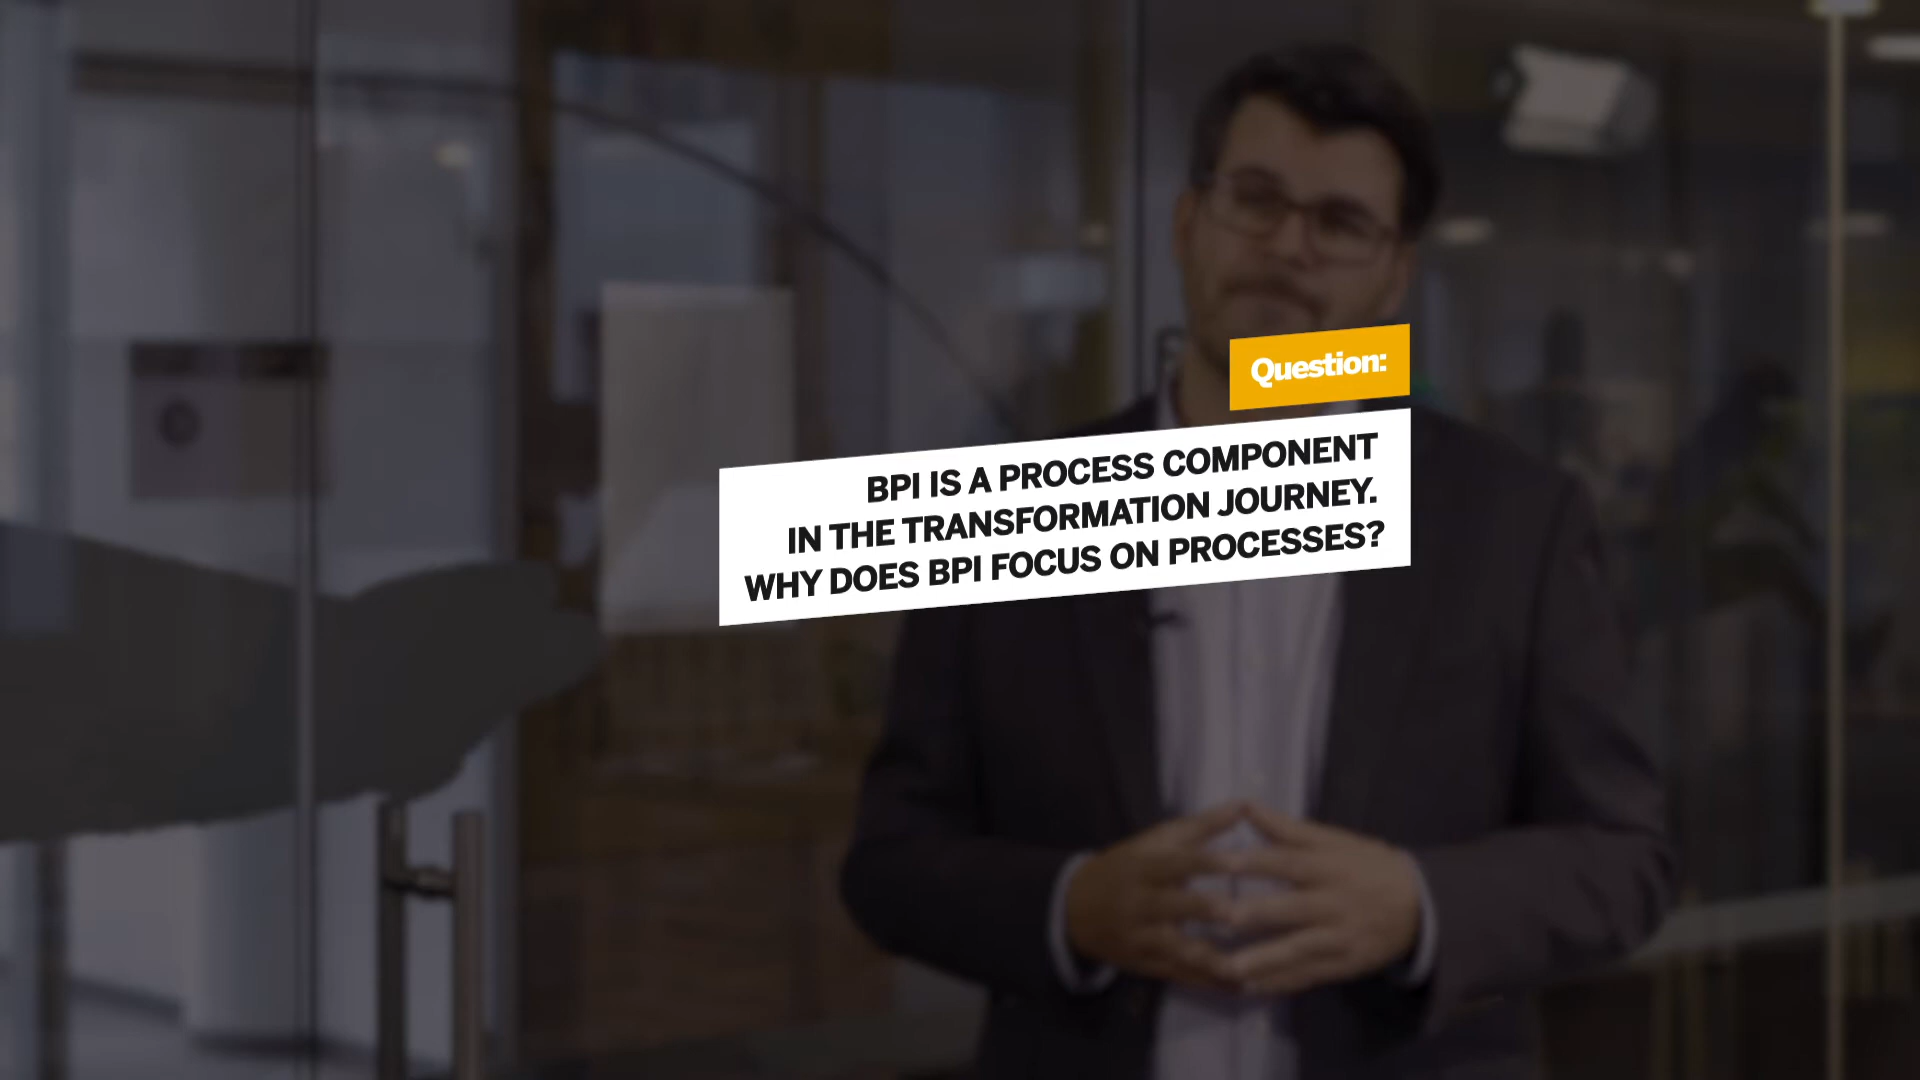 Question:
BPI IS A PROCESS COMPONENT
IN THE TRANSFORMATION JOURNEY.
WHY DOES BPI FOCUS ON PROCESSES?